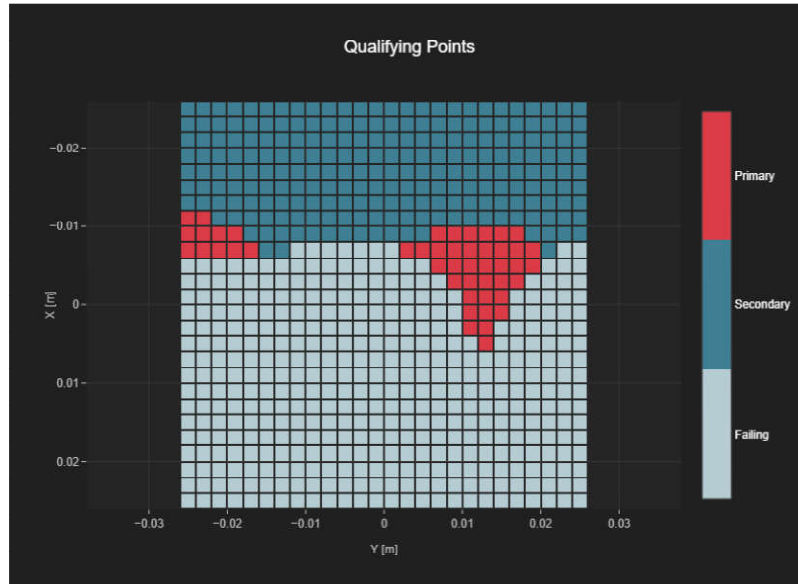 Qualifying Points
−0.02
−0.01
0
0.01
0.02
X [m]
−0.03
−0.02
−0.01
0
0.01
0.02
0.03
Y [m]
Primary
Secondary
Failing